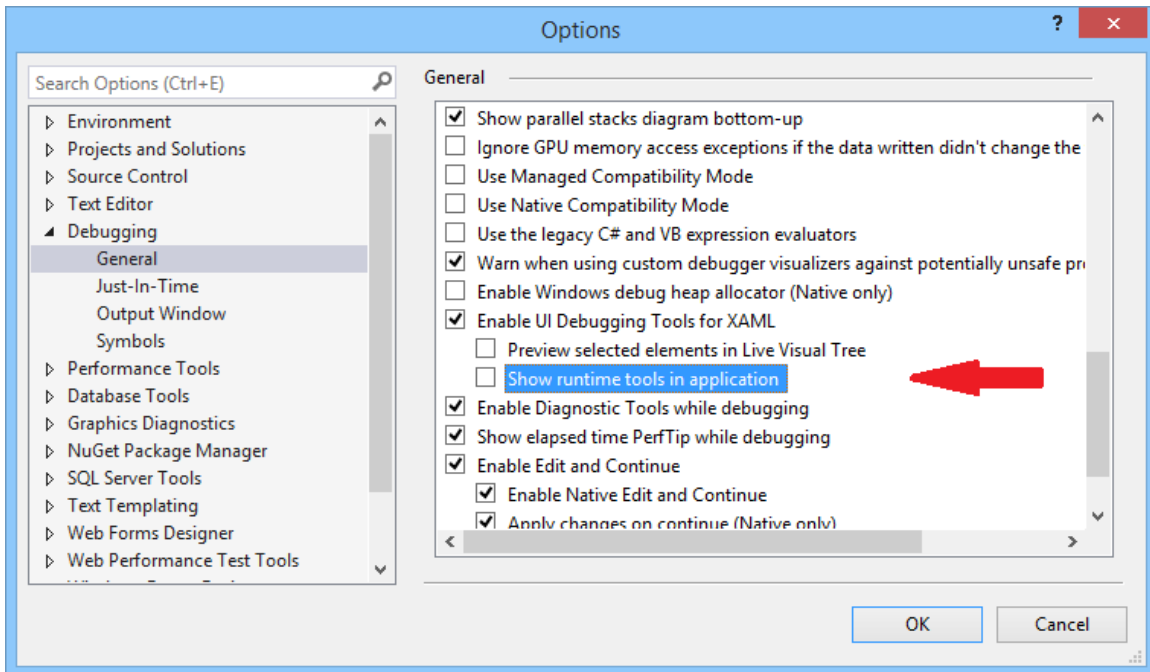 Options
?
Search Options (Ctrl+E)
Environment
Projects and Solutions
Source Control
Text Editor
Debugging
General
Just-In-Time
Output Window
Symbols
Performance Tools
Database Tools
Graphics Diagnostics
NuGet Package Manager
SQL Server Tools
Text Templating
Web Forms Designer
Web Performance Test Tools
General
Show parallel stacks diagram bottom-up
Ignore GPU memory access exceptions if the data written didn't change the
Use Managed Compatibility Mode
Use Native Compatibility Mode
Use the legacy C# and VB expression evaluators
Warn when using custom debugger visualizers against potentially unsafe
Enable Windows debug heap allocator (Native only)
Enable UI Debugging Tools for XAML
Preview selected elements in Live Visual Tree
Show runtime tools in application
Enable Diagnostic Tools while debugging
Show elapsed time PerfTip while debugging
Enable Edit and Continue
Enable Native Edit and Continue
Apply changes on continue (Native only)
OK
Cancel